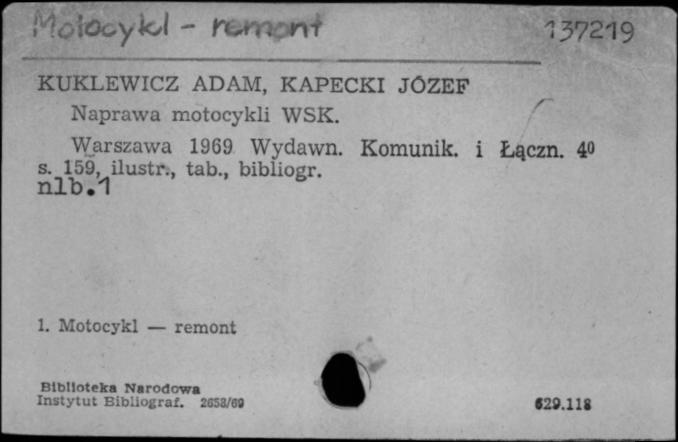 Motocykl - remont 137219
KUKLEWICZ ADAM, KAPECKI JÓZEF
Naprawa motocykli WSK.
Warszawa 1969 Wydawn. Komunik. i Łączn. 4⁰
s. 159, ilustr., tab., bibliogr.
nlb.1
1. Motocykl — remont
Biblioteka Narodowa
Instytut Bibliograf. 2653/69
629.118